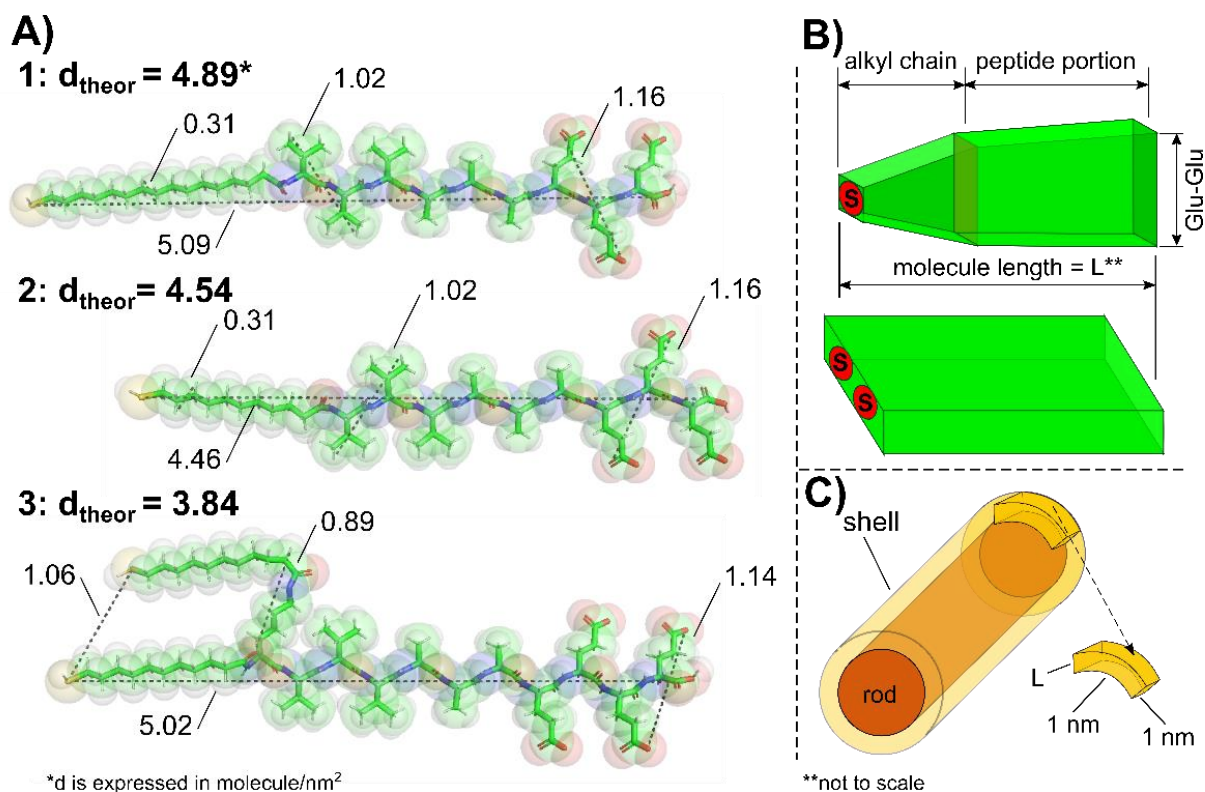 A)
1: dtheor = 4.89*
1.02
1.16
0.31
5.09
2: dtheor = 4.54
1.02
1.16
0.31
4.46
3: dtheor = 3.84
0.89
1.06
1.14
5.02
*d is expressed in molecule/nm²
B)
alkyl chain
peptide portion
S
Glu-Glu
molecule length = L**
S
S
C)
shell
rod
L
1 nm
1 nm
**not to scale